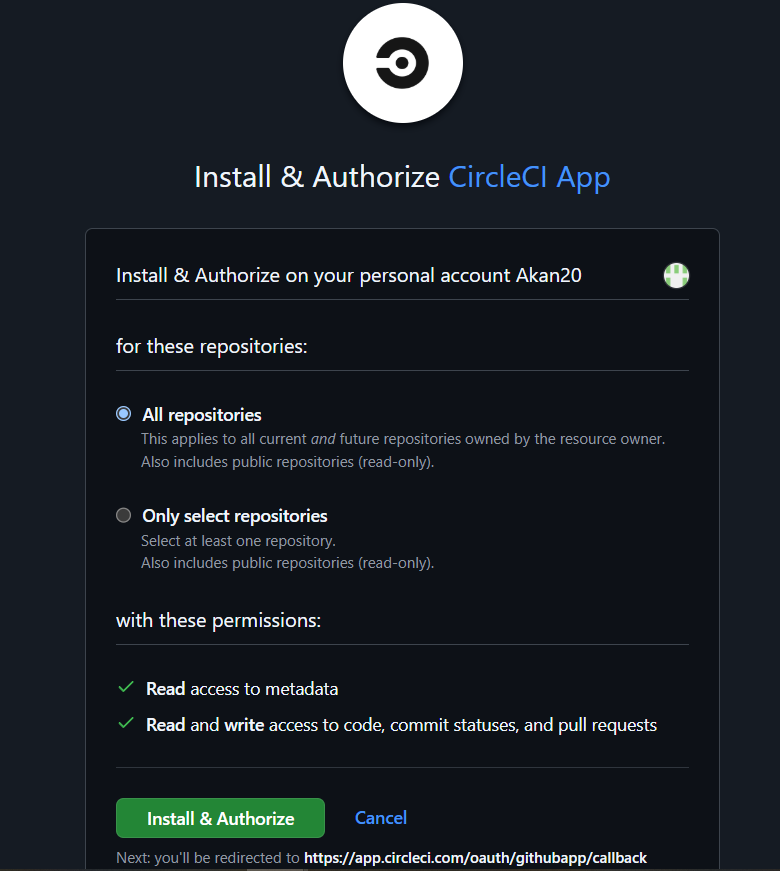 Install & Authorize CircleCI App
Install & Authorize on your personal account Akan20
for these repositories:
All repositories
This applies to all current and future repositories owned by the resource owner.
Also includes public repositories (read-only).
Only select repositories
Select at least one repository.
Also includes public repositories (read-only).
with these permissions:
Read access to metadata
Read and write access to code, commit statuses, and pull requests
Install & Authorize Cancel
Next: you'll be redirected to https://app.circleci.com/oauth/githubapp/callback